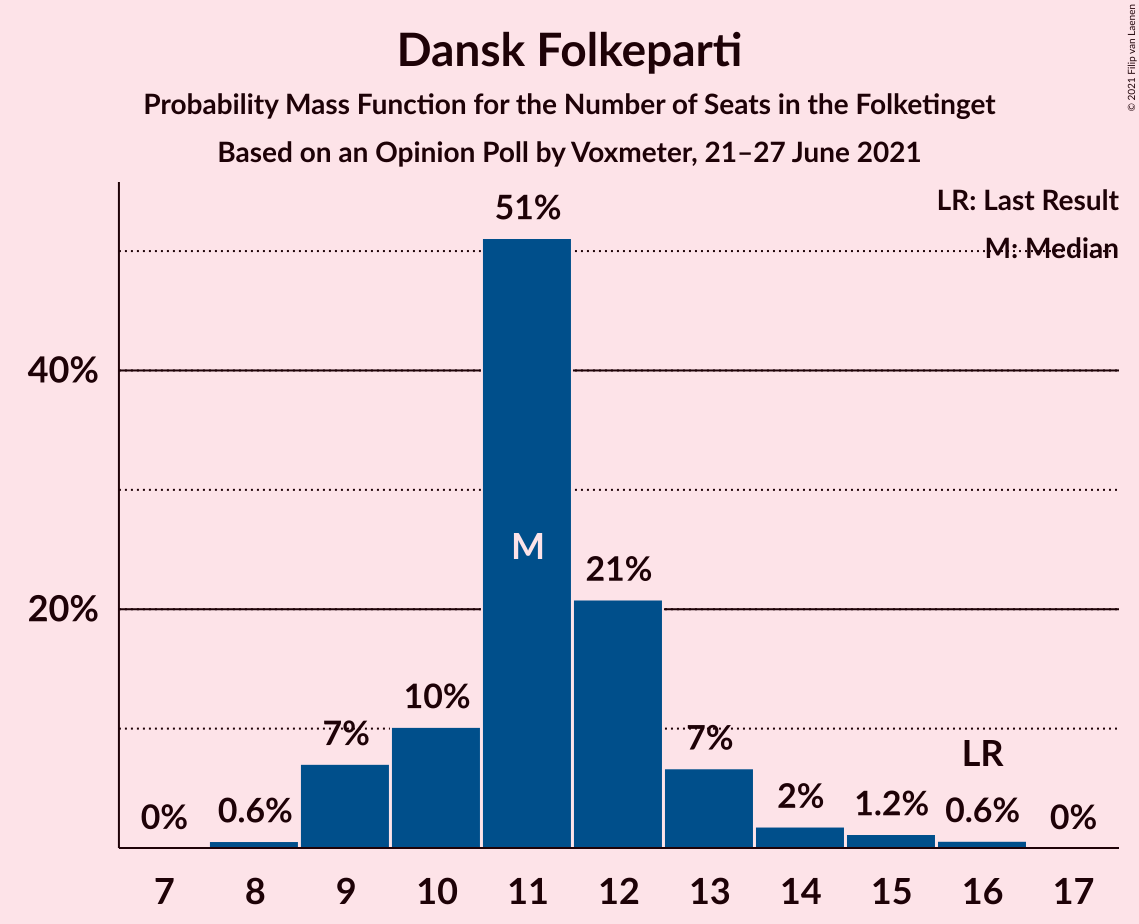 Dansk Folkeparti
Probability Mass Function for the Number of Seats in the Folketinget
Based on an Opinion Poll by Voxmeter, 21–27 June 2021
© 2021 Filip van Laenen
LR: Last Result
M: Median
40%
20%
0%
0.6%
7%
10%
51%
M
21%
7%
2%
1.2%
LR
0.6%
0%
7 8 9 10 11 12 13 14 15 16 17